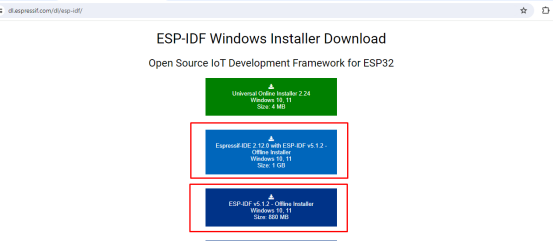 dl.espressif.com/dl/esp-idf/
ESP-IDF Windows Installer Download
Open Source IoT Development Framework for ESP32
Universal Online Installer 2.24
Windows 10, 11
Size: 4 MB
Espressif-IDE 2.12.0 with ESP-IDF v5.1.2 -
Offline Installer
Windows 10, 11
Size: 1 GB
ESP-IDF v5.1.2 - Offline Installer
Windows 10, 11
Size: 880 MB